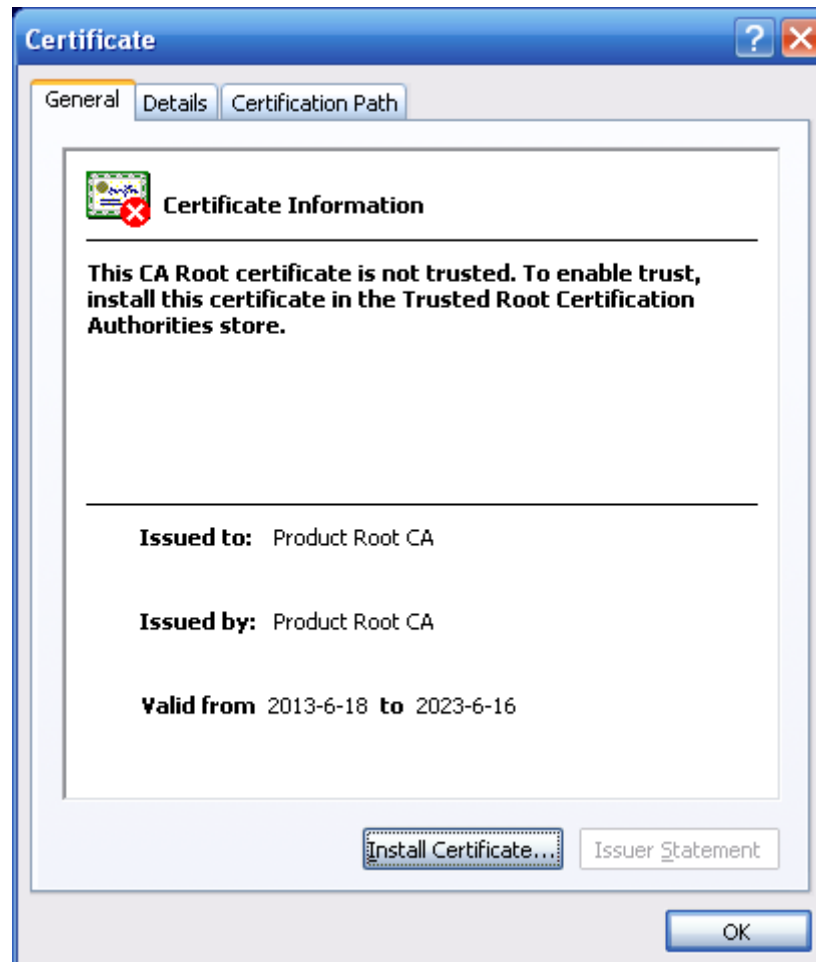 Certificate
General Details Certification Path
Certificate Information
This CA Root certificate is not trusted. To enable trust,
install this certificate in the Trusted Root Certification
Authorities store.
Issued to: Product Root CA
Issued by: Product Root CA
Valid from 2013-6-18 to 2023-6-16
Install Certificate... Issuer Statement
OK